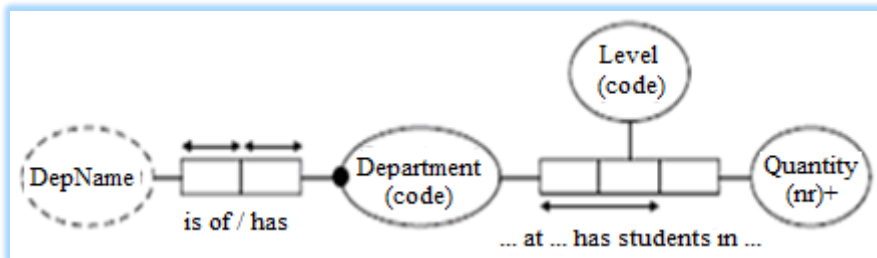 Level
(code)
DepName
Department
(code)
Quantity
(nr)+
is of / has
... at ... has students in ...